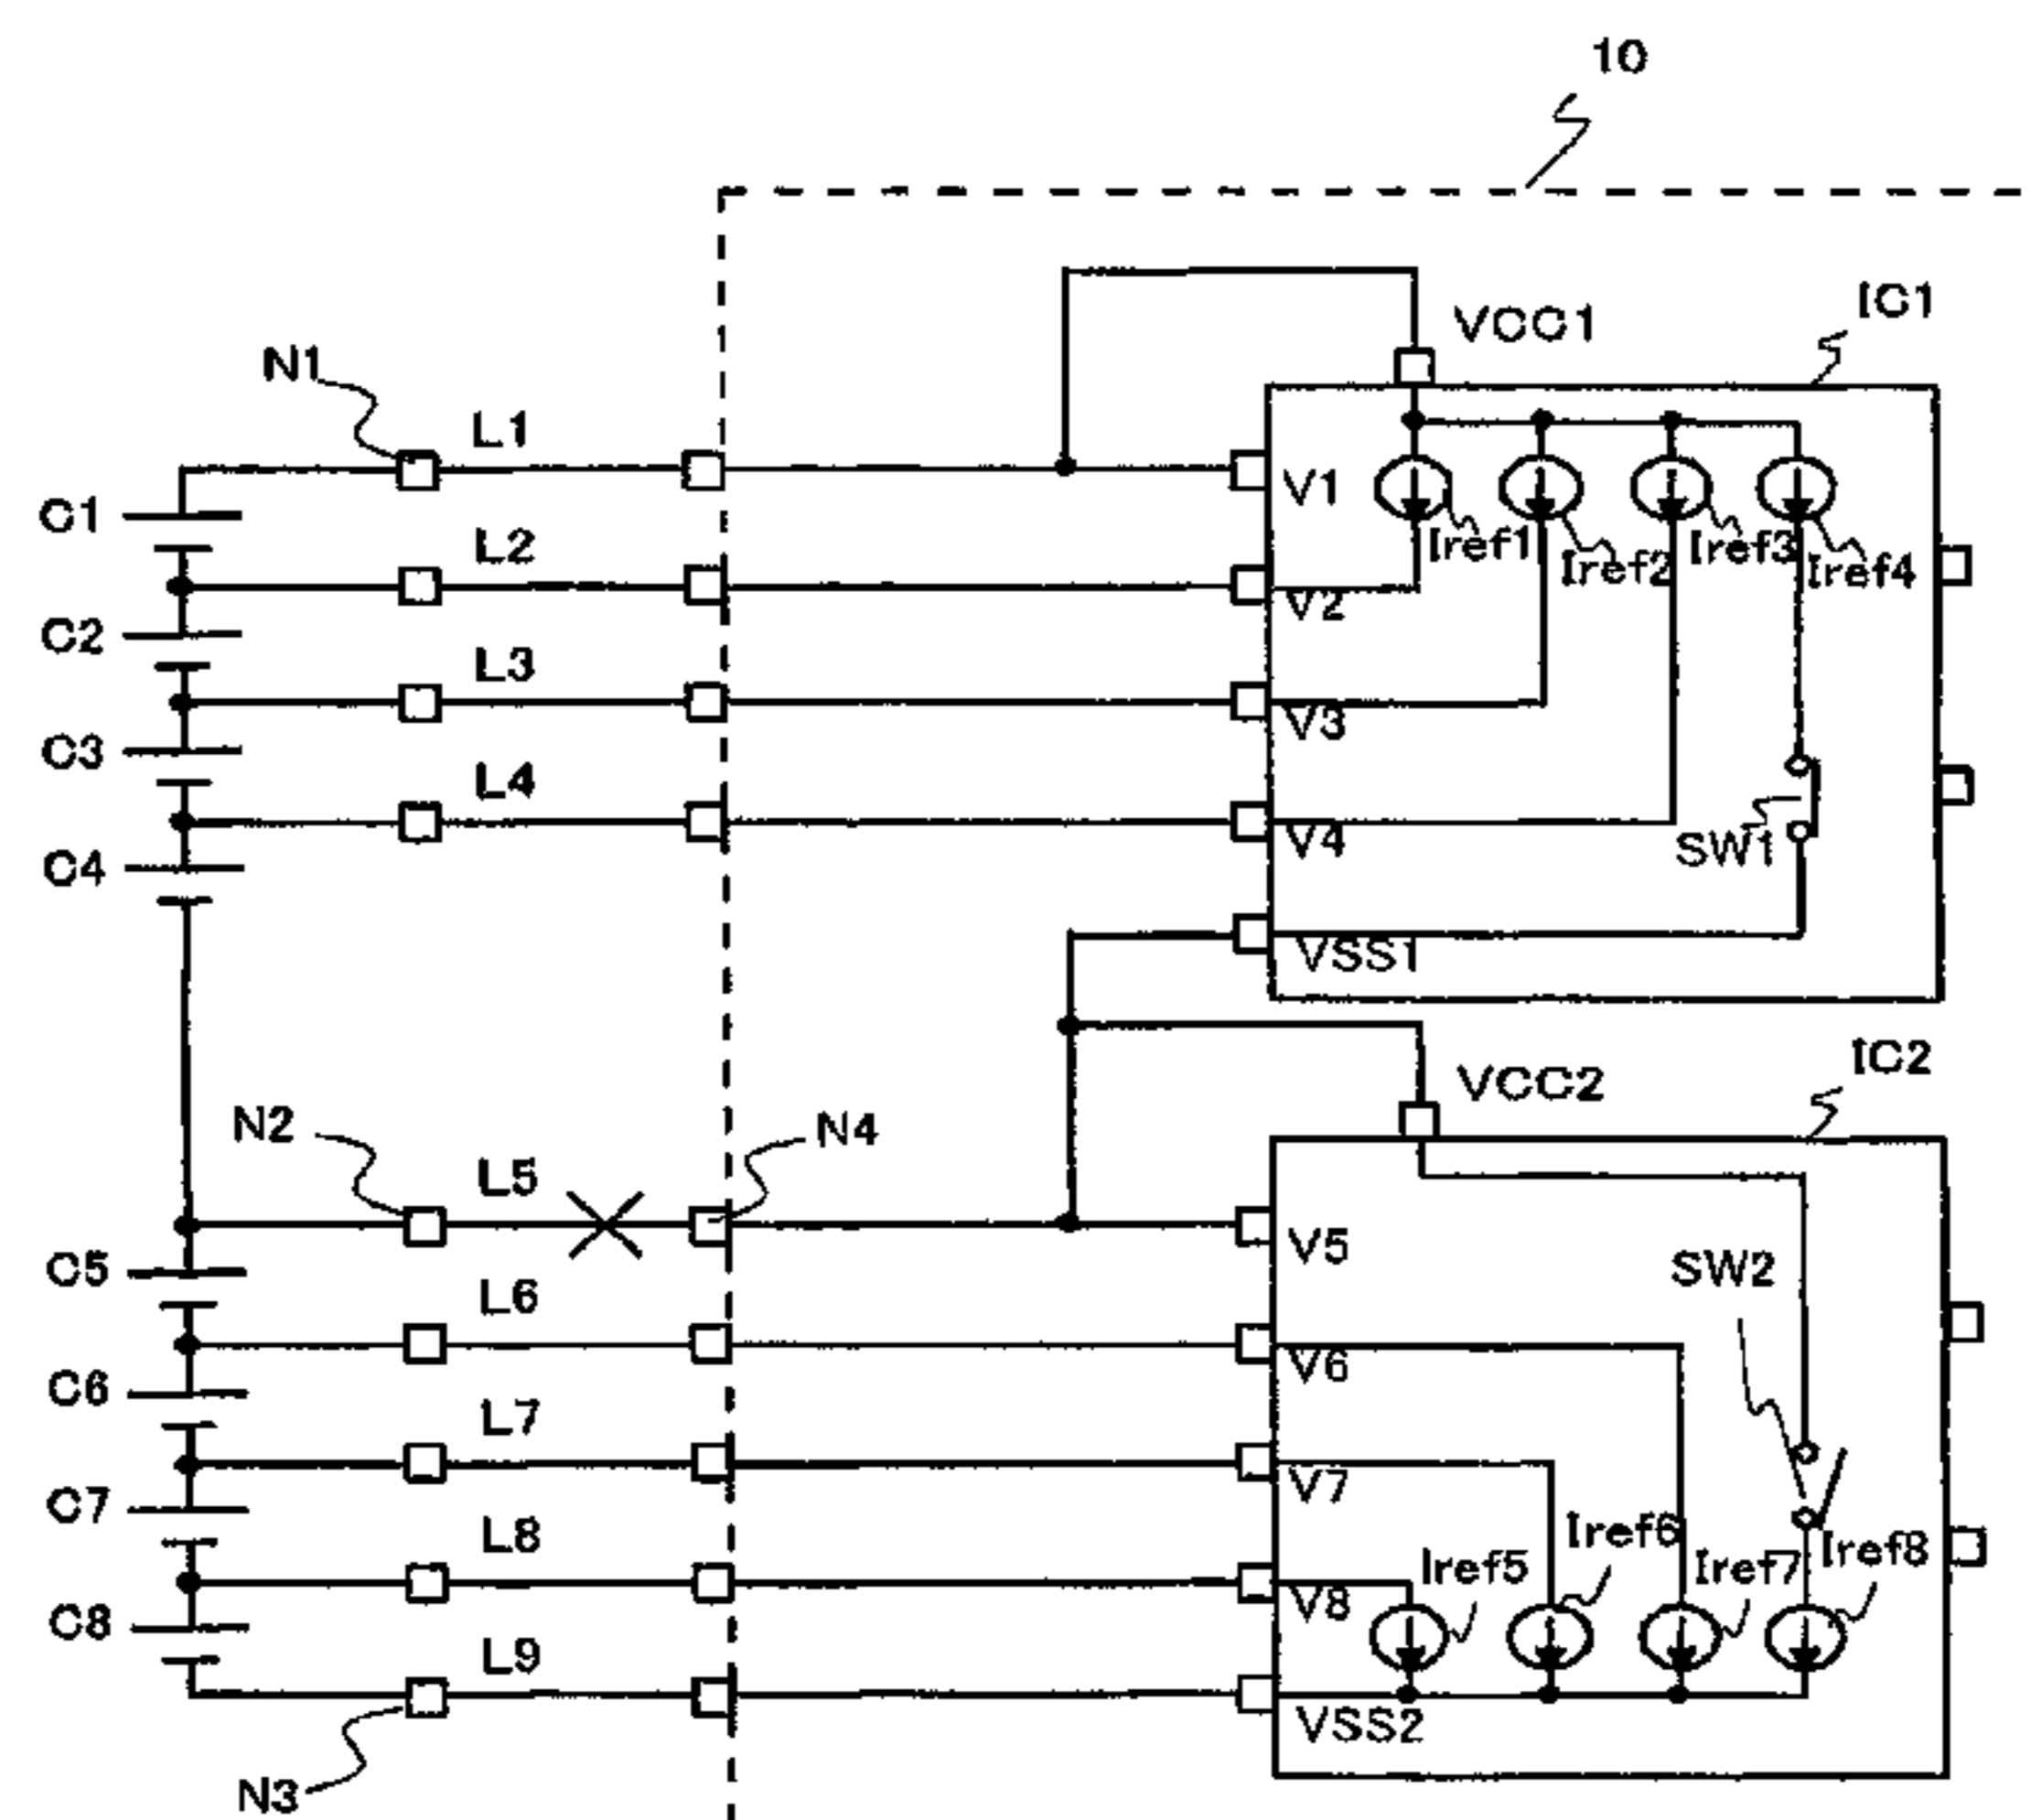 10
IC1
VCC1
N1
L1
V1
C1
Iref1
Iref2
Iref3
Iref4
L2
V2
C2
L3
V3
C3
L4
V4
SW1
C4
VSS1
IC2
VCC2
N2
N4
L5
V5
SW2
C5
L6
V6
C6
L7
V7
C7
L8
Iref5
Iref6
Iref7
Iref8
V8
C8
L9
VSS2
N3